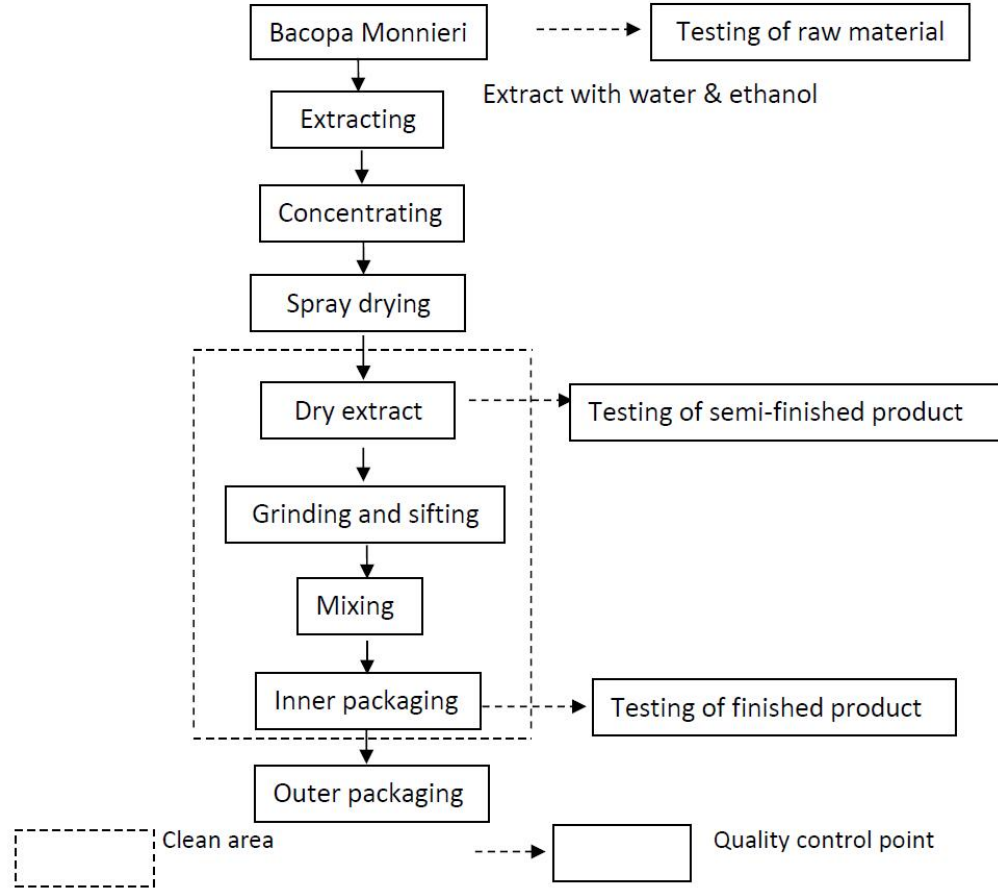 Bacopa Monnieri
Testing of raw material
Extract with water & ethanol
Extracting
Concentrating
Spray drying
Dry extract
Testing of semi-finished product
Grinding and sifting
Mixing
Inner packaging
Testing of finished product
Outer packaging
Clean area
Quality control point